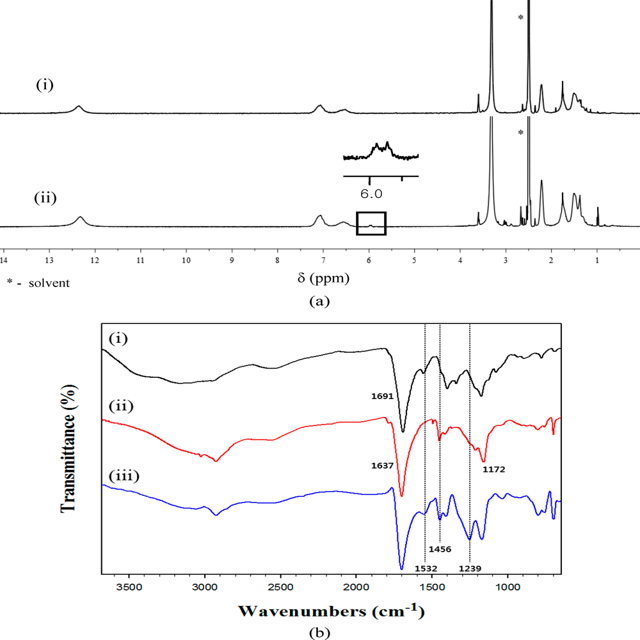 (i)
*
*
6.0
(ii)
14 13 12 11 10 9 8 7 6 5 4 3 2 1
δ (ppm)
* - solvent
(a)
(i)
1691
(ii)
1637
1172
(iii)
1456
1532
1239
Transmittance (%)
3500 3000 2500 2000 1500 1000
Wavenumbers (cm-1)
(b)